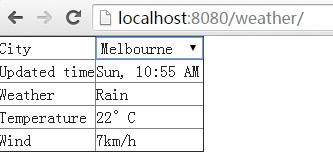 localhost:8080/weather/
City Melbourne
Updated time Sun, 10:55 AM
Weather Rain
Temperature 22°C
Wind 7km/h